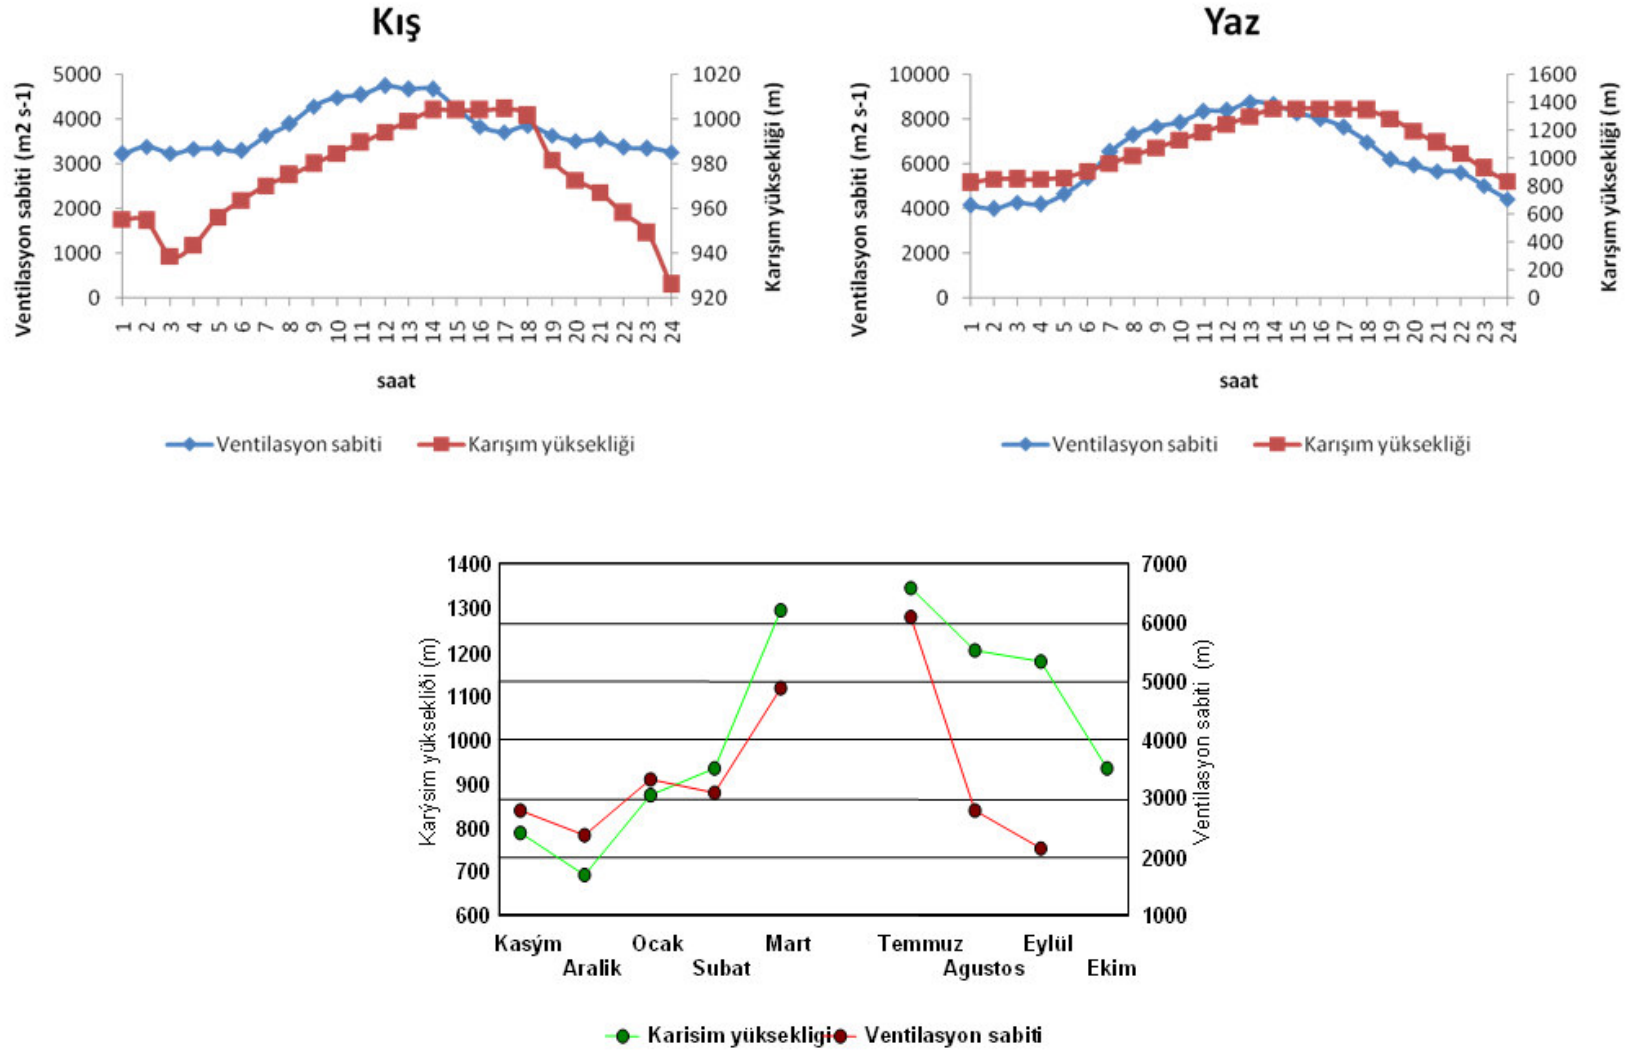 Kış
Ventilasyon sabiti (m2 s-1)
5000
4000
3000
2000
1000
0
1020
1000
980
960
940
920
Karışım yüksekliği (m)
1 2 3 4 5 6 7 8 9 10 11 12 13 14 15 16 17 18 19 20 21 22 23 24
saat
Ventilasyon sabiti Karışım yüksekliği
Yaz
Ventilasyon sabiti (m2 s-1)
10000
8000
6000
4000
2000
0
1600
1400
1200
1000
800
600
400
200
0
Karışım yüksekliği (m)
1 2 3 4 5 6 7 8 9 10 11 12 13 14 15 16 17 18 19 20 21 22 23 24
saat
Ventilasyon sabiti Karışım yüksekliği
Karýsim yüksekliði (m)
1400
1300
1200
1100
1000
900
800
700
600
7000
6000
5000
4000
3000
2000
1000
Ventilasyon sabiti (m)
Kasým Ocak Mart Temmuz Eylül
Aralik Subat Agustos Ekim
Karisim yüksekligi Ventilasyon sabiti